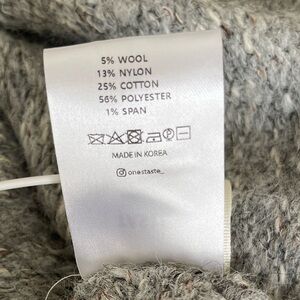 5% WOOL
13% NYLON
25% COTTON
56% POLYESTER
1% SPAN
MADE IN KOREA
onestaste_